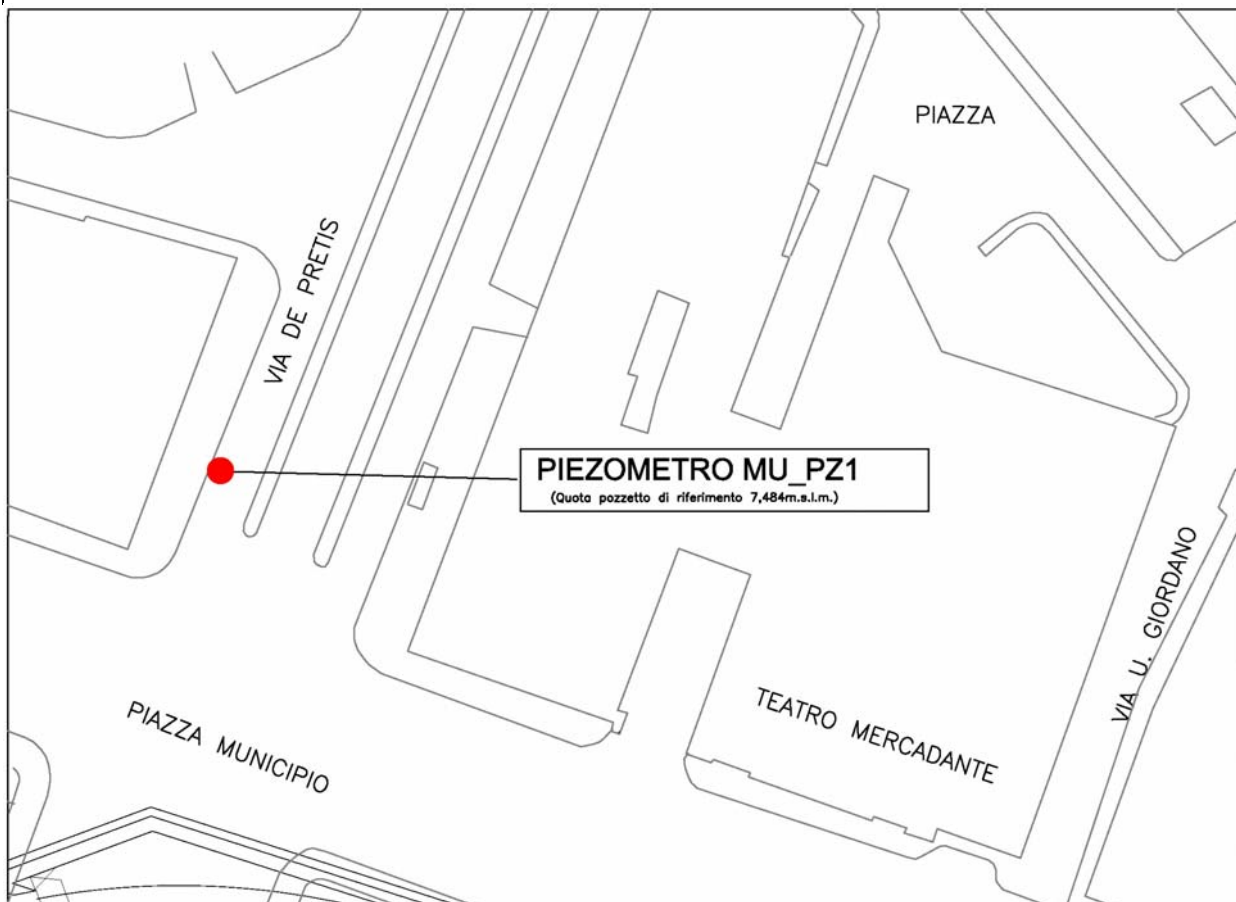 PIAZZA
VIA DE PRETIS
PIEZOMETRO MU_PZ1
(Quota pozzetto di riferimento 7,484m.s.l.m.)
VIA U. GIORDANO
TEATRO MERCADANTE
PIAZZA MUNICIPIO